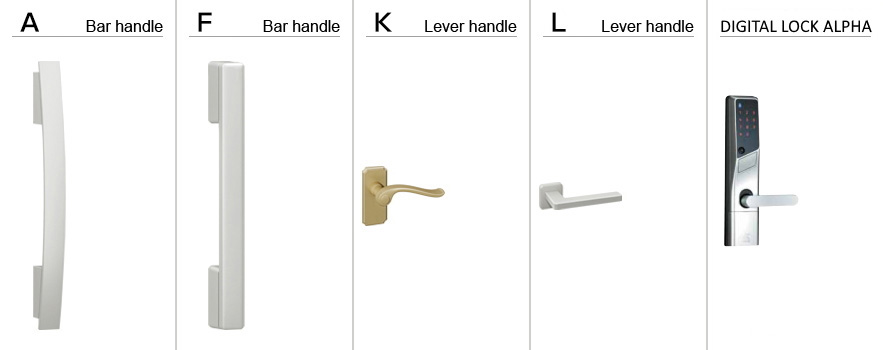 A Bar handle
F Bar handle
K Lever handle
L Lever handle
DIGITAL LOCK ALPHA